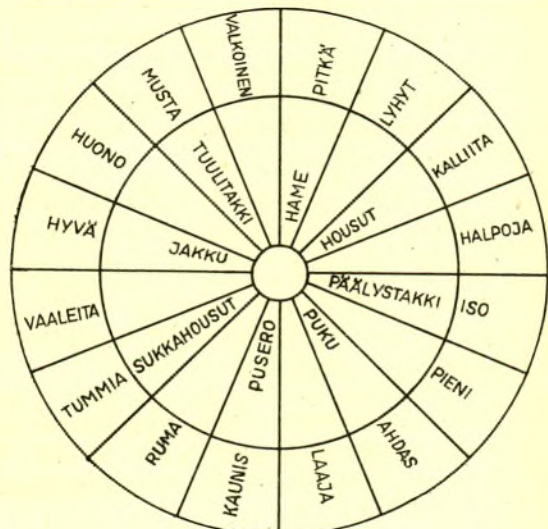 PITKÄ
LYHYT
KALLIITA
HALPOJA
ISO
PIENI
AHDAS
LAAJA
KAUNIS
RUMA
TUMMIA
VAALEITA
HYVÄ
HUONO
MUSTA
VALKOINEN
HAME
HOUSUT
PÄÄLYSTAKKI
PUKU
PUSERO
SUKKAHOUSUT
JAKKU
TUULITAKKI